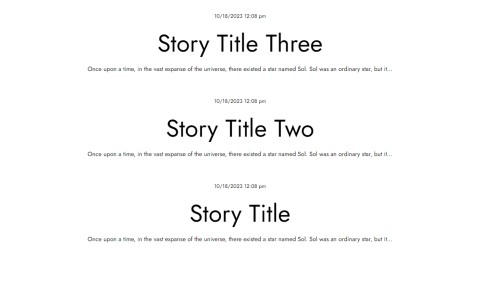 10/18/2023 12:08 pm
Story Title Three
Once upon a time, in the vast expanse of the universe, there existed a star named Sol. Sol was an ordinary star, but it...
10/18/2023 12:08 pm
Story Title Two
Once upon a time, in the vast expanse of the universe, there existed a star named Sol. Sol was an ordinary star, but it...
10/18/2023 12:08 pm
Story Title
Once upon a time, in the vast expanse of the universe, there existed a star named Sol. Sol was an ordinary star, but it...